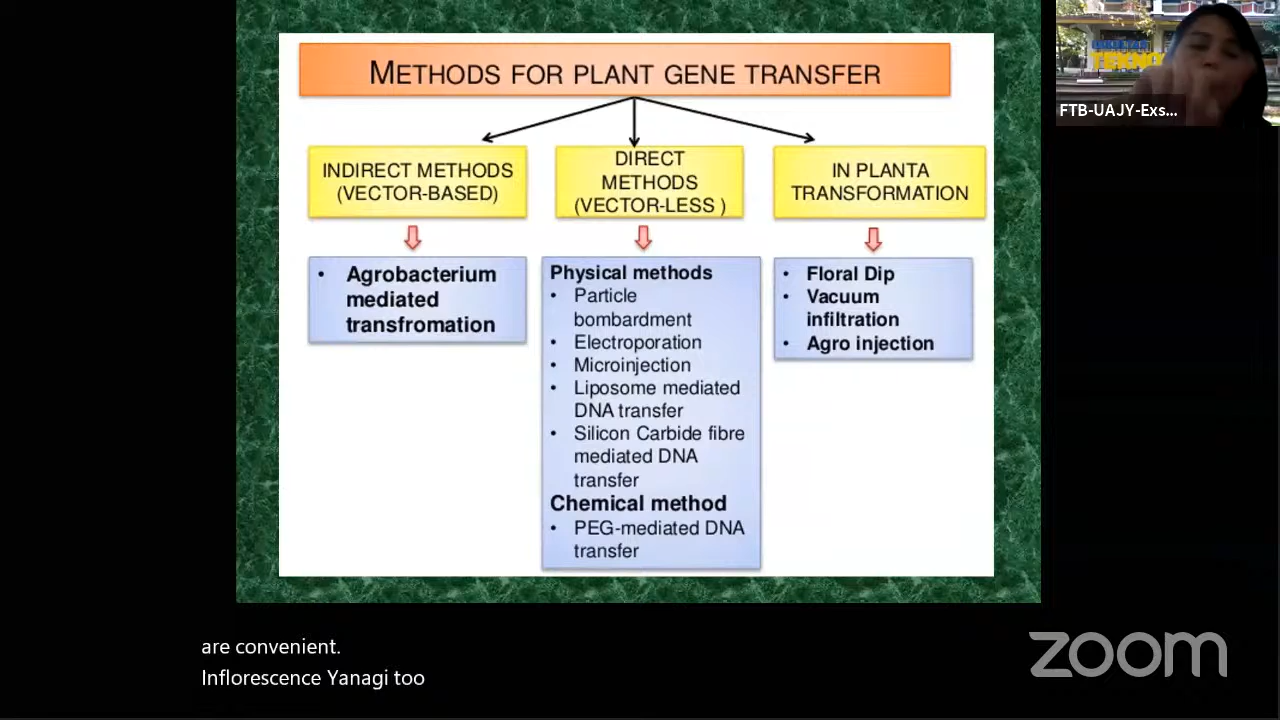 METHODS FOR PLANT GENE TRANSFER
INDIRECT METHODS
(VECTOR-BASED)
DIRECT
METHODS
(VECTOR-LESS )
IN PLANTA
TRANSFORMATION
• Agrobacterium
mediated
transfromation
Physical methods
• Particle
bombardment
• Electroporation
• Microinjection
• Liposome mediated
DNA transfer
• Silicon Carbide fibre
mediated DNA
transfer
Chemical method
• PEG-mediated DNA
transfer
• Floral Dip
• Vacuum
infiltration
• Agro injection
FTB-UAJY-Exs...
are convenient.
Inflorescence Yanagi too
zoom